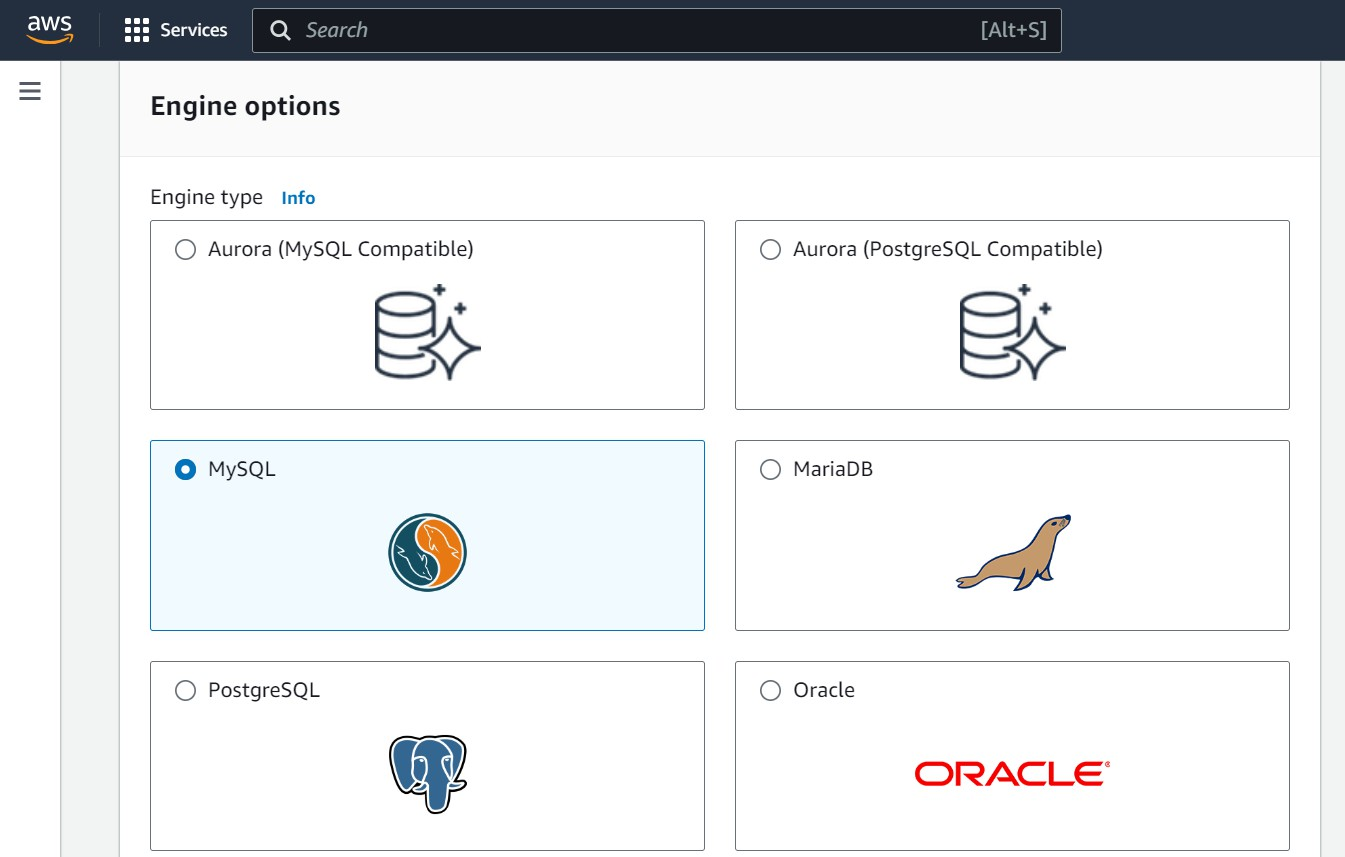 aws
Services
Search
[Alt+S]
Engine options
Engine type Info
Aurora (MySQL Compatible)
Aurora (PostgreSQL Compatible)
MySQL
MariaDB
PostgreSQL
Oracle
ORACLE®